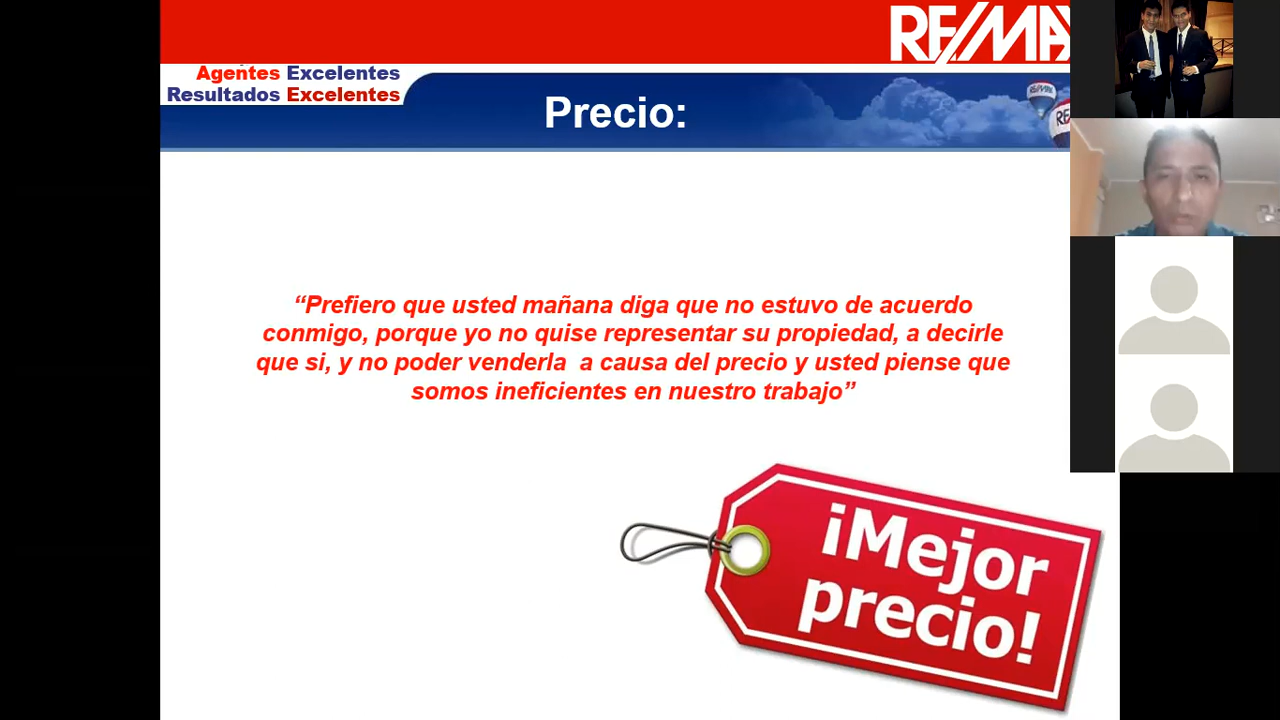 RE/MAX
Agentes Excelentes
Resultados Excelentes
Precio:
“Prefiero que usted mañana diga que no estuvo de acuerdo
conmigo, porque yo no quise representar su propiedad, a decirle
que si, y no poder venderla  a causa del precio y usted piense que
somos ineficientes en nuestro trabajo”
¡Mejor
precio!